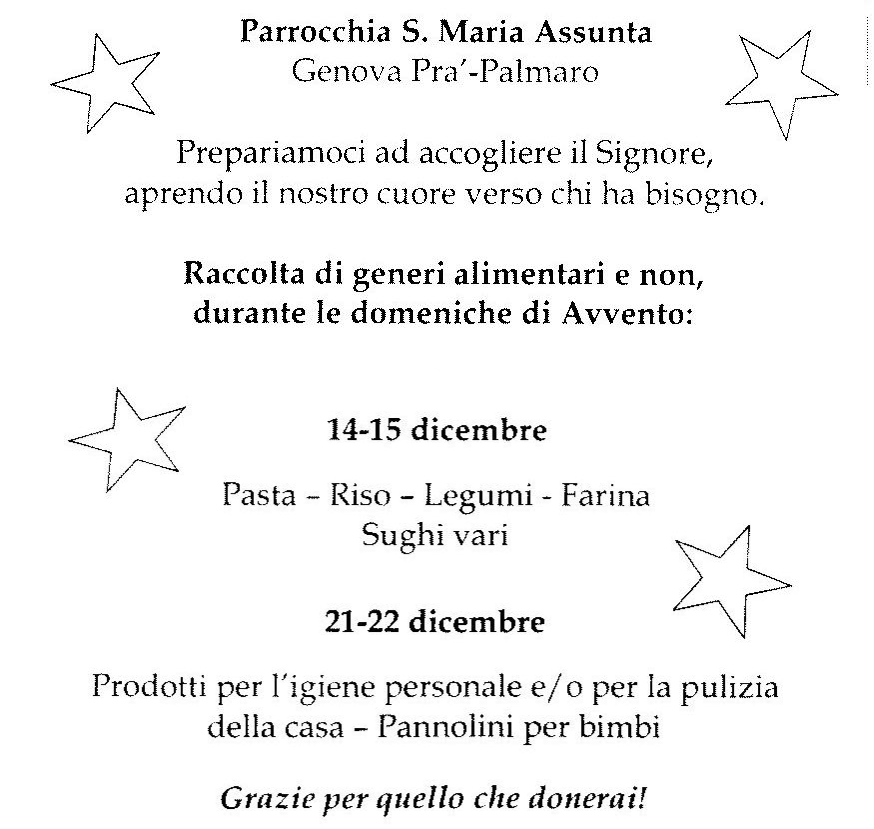 Parrocchia S. Maria Assunta
Genova Pra'-Palmaro
Prepariamoci ad accogliere il Signore,
aprendo il nostro cuore verso chi ha bisogno.
Raccolta di generi alimentari e non,
durante le domeniche di Avvento:
14-15 dicembre
Pasta – Riso – Legumi - Farina
Sughi vari
21-22 dicembre
Prodotti per l'igiene personale e/o per la pulizia
della casa – Pannolini per bimbi
Grazie per quello che donerai!